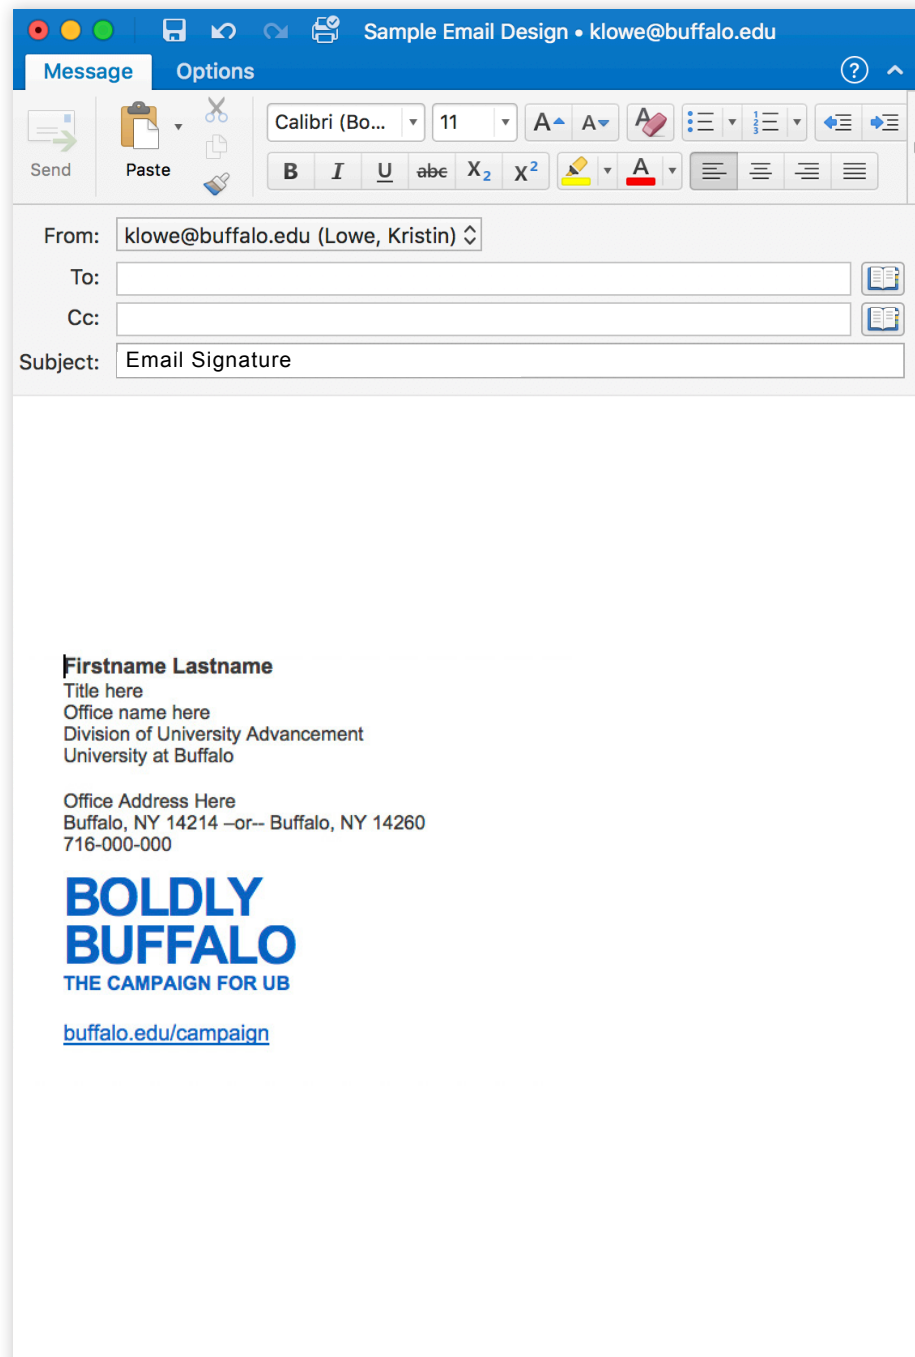 Sample Email Design • klowe@buffalo.edu
Message Options ?
Send Paste Calibri (Bo... 11 A A A
B I U abc X2 X2 A
From: klowe@buffalo.edu (Lowe, Kristin)
To:
Cc:
Subject: Email Signature
Firstname Lastname
Title here
Office name here
Division of University Advancement
University at Buffalo
Office Address Here
Buffalo, NY 14214 –or-- Buffalo, NY 14260
716-000-000
BOLDLY
BUFFALO
THE CAMPAIGN FOR UB
buffalo.edu/campaign